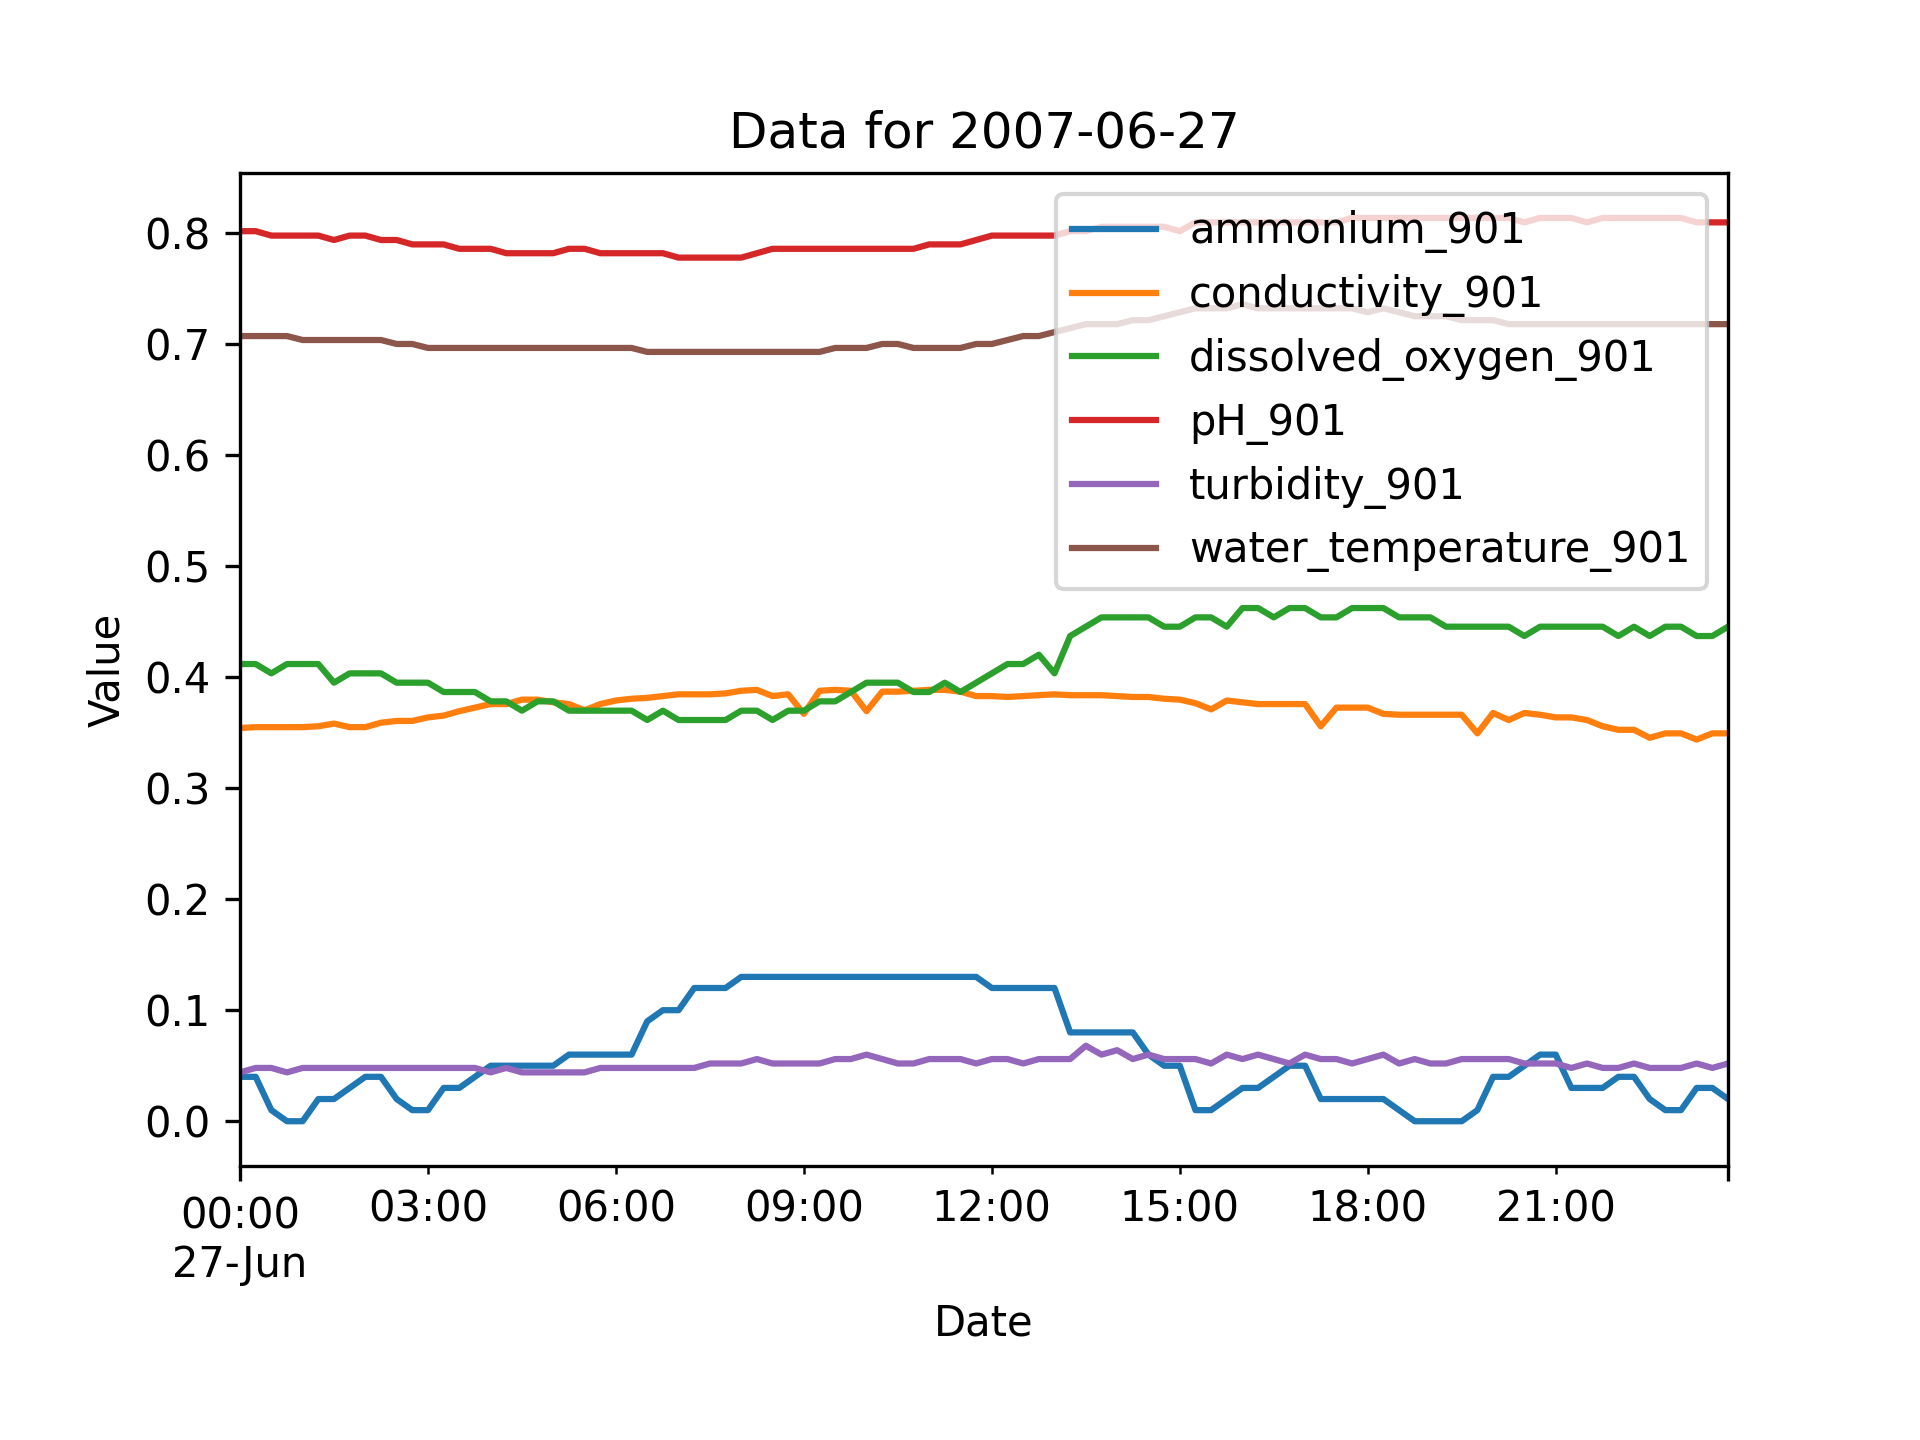 Data for 2007-06-27
0.8
0.7
0.6
0.5
0.4
0.3
0.2
0.1
0.0
Value
ammonium_901
conductivity_901
dissolved_oxygen_901
pH_901
turbidity_901
water_temperature_901
00:00 03:00 06:00 09:00 12:00 15:00 18:00 21:00
27-Jun
Date